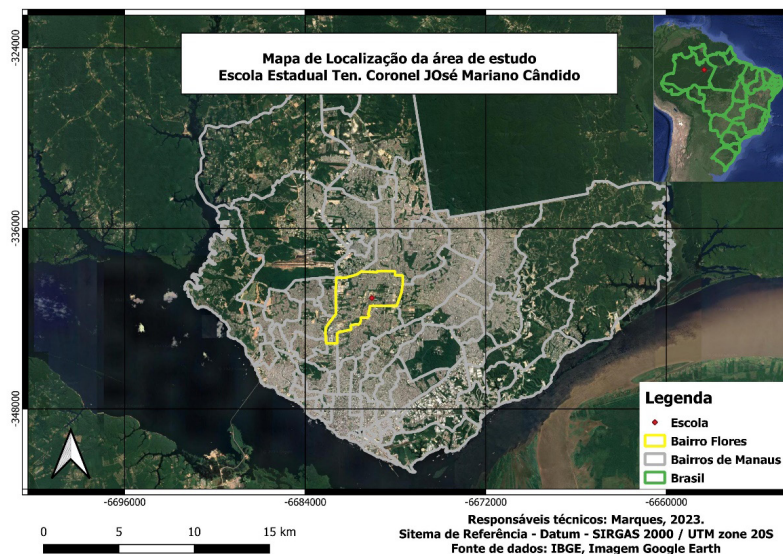 Mapa de Localização da área de estudo
Escola Estadual Ten. Coronel JOsé Mariano Cândido
-324000
-336000
-348000
Legenda
Escola
Bairro Flores
Bairros de Manaus
Brasil
-6696000
-6684000
-6672000
-6660000
0
5
10
15 km
Responsáveis técnicos: Marques, 2023.
Sitema de Referência - Datum - SIRGAS 2000 / UTM zone 20S
Fonte de dados: IBGE, Imagem Google Earth